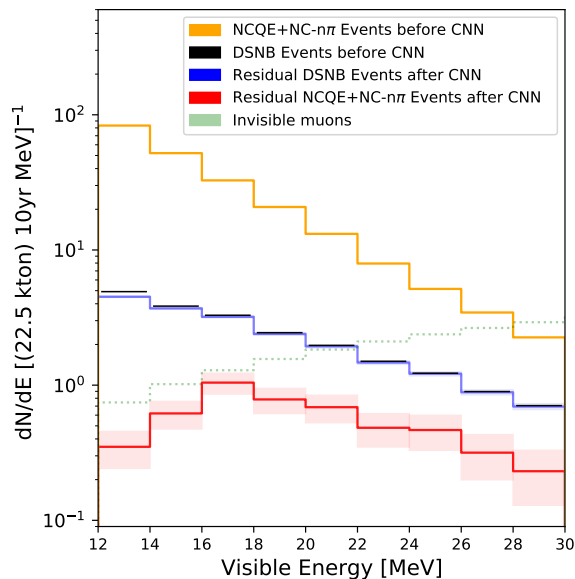 NCQE+NC-nπ Events before CNN
DSNB Events before CNN
Residual DSNB Events after CNN
Residual NCQE+NC-nπ Events after CNN
Invisible muons
dN/dE [(22.5 kton) 10yr MeV]⁻¹
10²
10¹
10⁰
10⁻¹
12 14 16 18 20 22 24 26 28 30
Visible Energy [MeV]